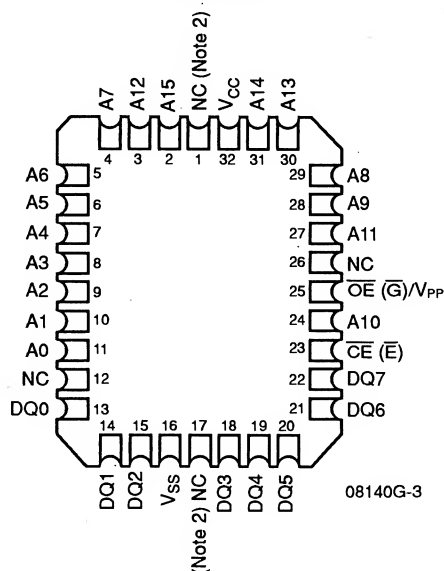 A7
A12
A15
NC (Note 2)
VCC
A14
A13
4
3
2
1
32
31
30
A6 5
A5 6
A4 7
A3 8
A2 9
A1 10
A0 11
NC 12
DQ0 13
29 A8
28 A9
27 A11
26 NC
25 O̅E̅ (G̅)/VPP
24 A10
23 C̅E̅ (E̅)
22 DQ7
21 DQ6
14
15
16
17
18
19
20
DQ1
DQ2
VSS
(Note 2) NC
DQ3
DQ4
DQ5
08140G-3